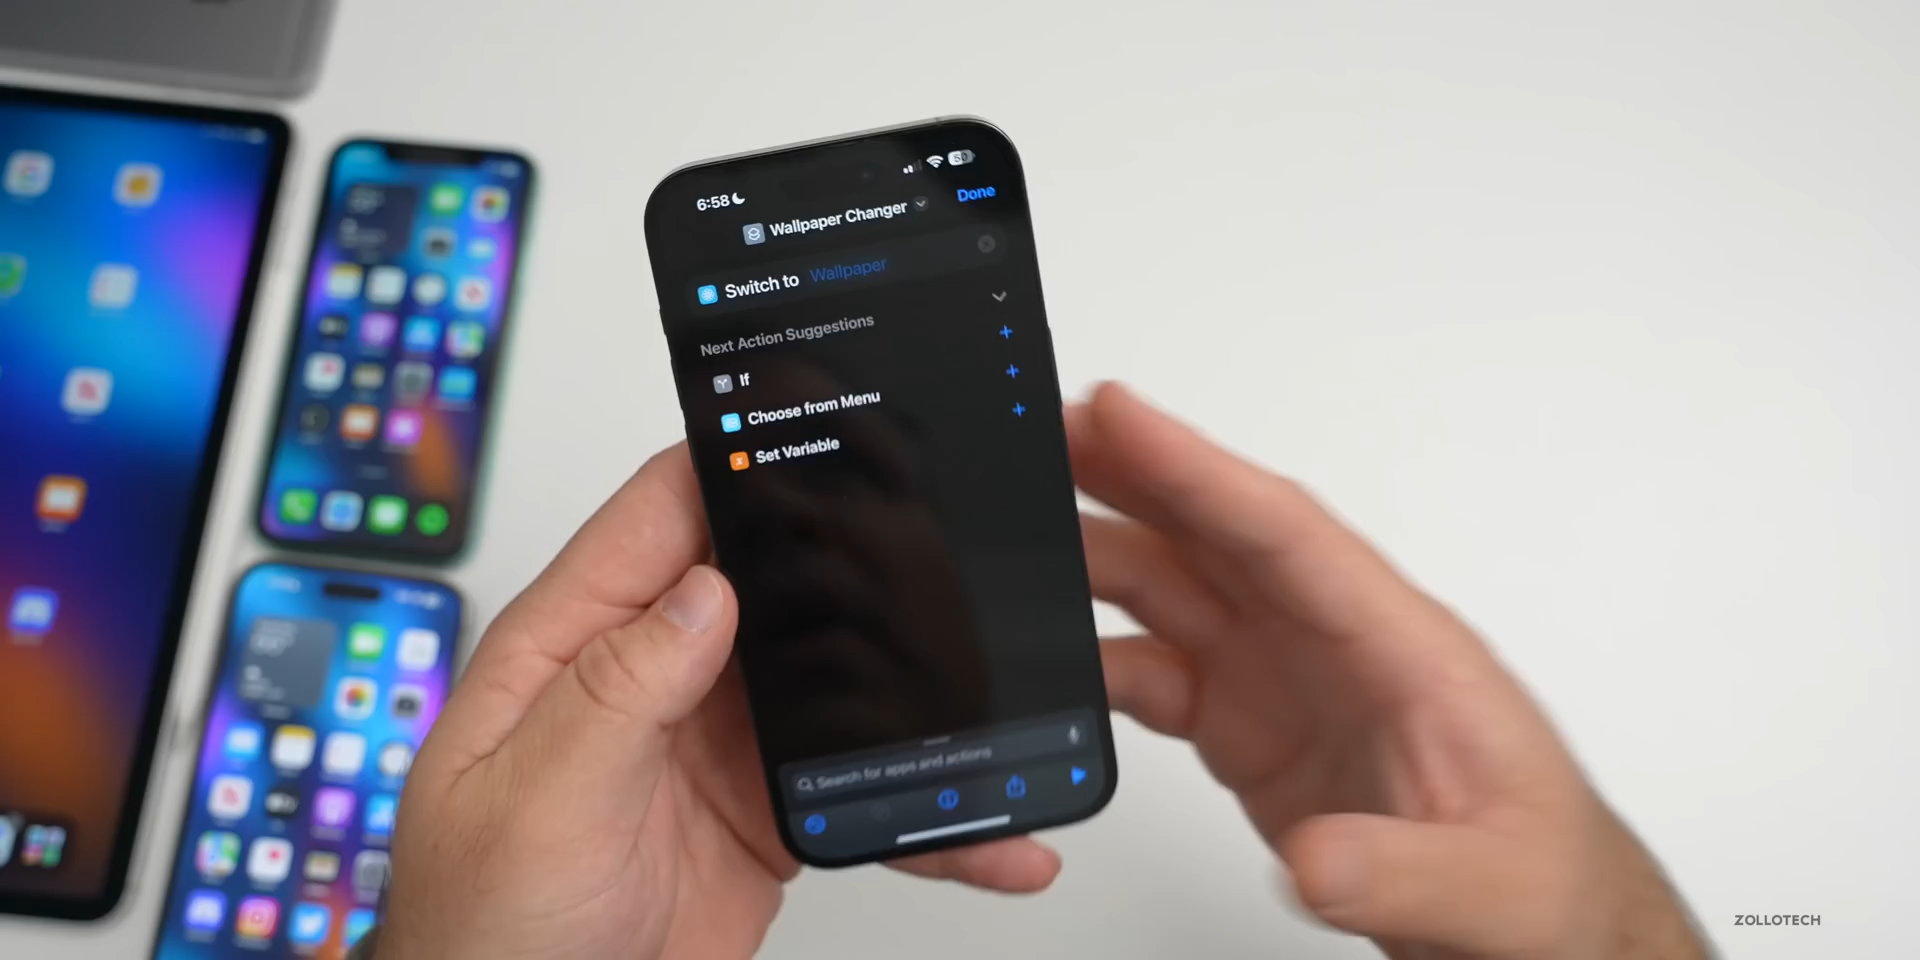 6:58
50
Wallpaper Changer
Done
Switch to Wallpaper
Next Action Suggestions
If
Choose from Menu
Set Variable
Search for apps and actions
ZOLLOTECH